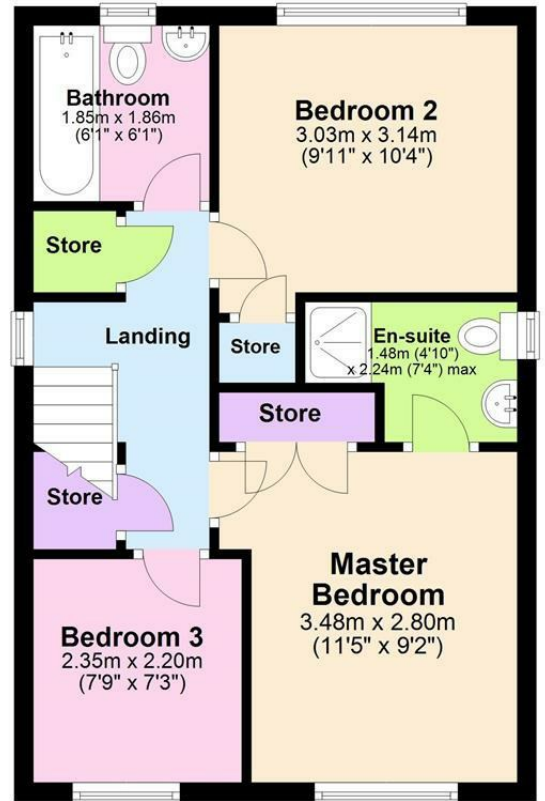 Bathroom
1.85m x 1.86m
(6'1" x 6'1")
Bedroom 2
3.03m x 3.14m
(9'11" x 10'4")
Store
Landing
Store
En-suite
1.48m (4'10")
x 2.24m (7'4") max
Store
Store
Master
Bedroom
3.48m x 2.80m
(11'5" x 9'2")
Bedroom 3
2.35m x 2.20m
(7'9" x 7'3")